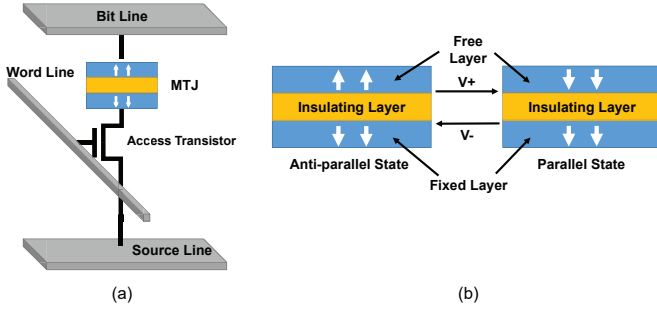 Bit Line
Word Line
MTJ
Access Transistor
Source Line
(a)
Free
Layer
V+
Insulating Layer
Insulating Layer
V-
Anti-parallel State
Parallel State
Fixed Layer
(b)